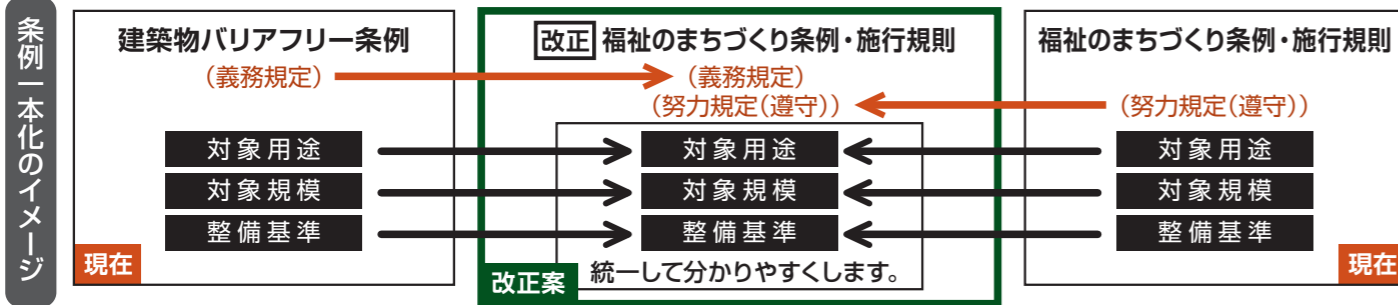 条例一本化のイメージ
建築物バリアフリー条例
(義務規定)
対象用途
対象規模
整備基準
現在
改正 福祉のまちづくり条例・施行規則
(義務規定)
(努力規定(遵守))
対象用途
対象規模
整備基準
統一して分かりやすくします。
改正案
福祉のまちづくり条例・施行規則
(努力規定(遵守))
対象用途
対象規模
整備基準
現在